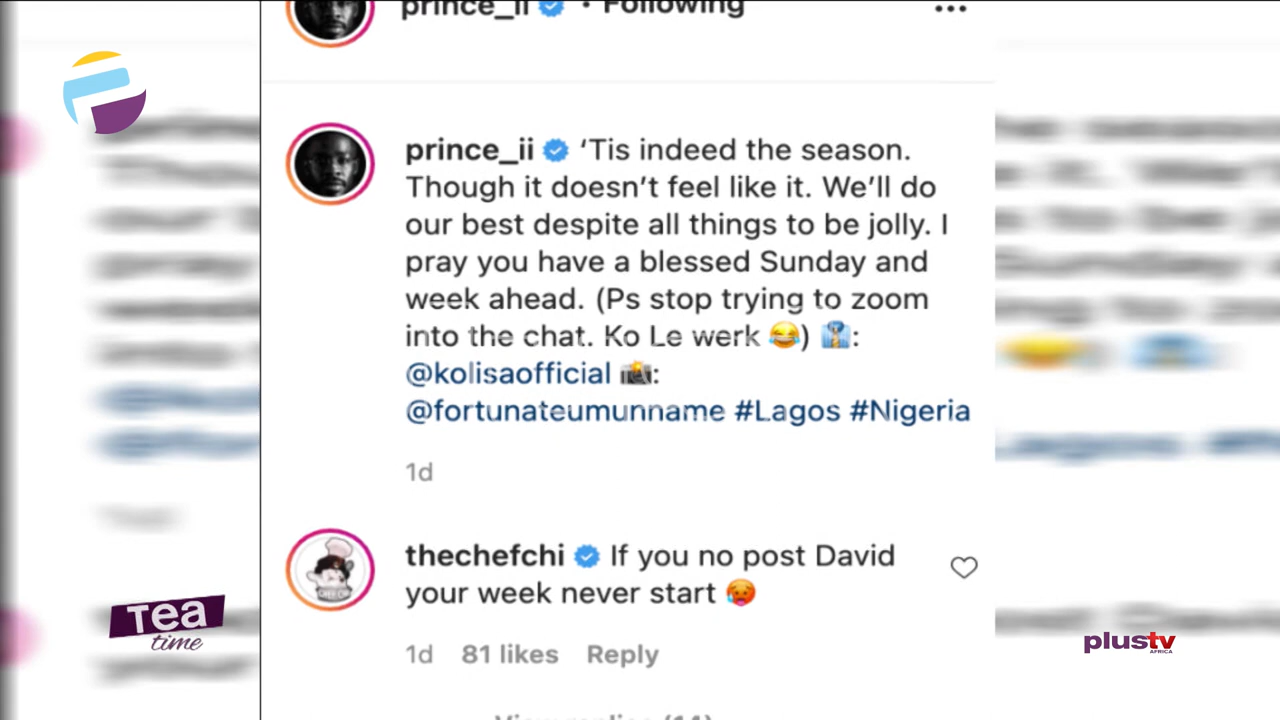 prince_ii • Following
prince_ii 'Tis indeed the season.
Though it doesn't feel like it. We'll do
our best despite all things to be jolly. I
pray you have a blessed Sunday and
week ahead. (Ps stop trying to zoom
into the chat. Ko Le werk 😂) 👔:
@kolisaofficial 📸:
@fortunateumunname #Lagos #Nigeria
1d
thechefchi If you no post David
your week never start 🥵
1d 81 likes Reply
View replies (14)
Tea
time
plustv
AFRICA